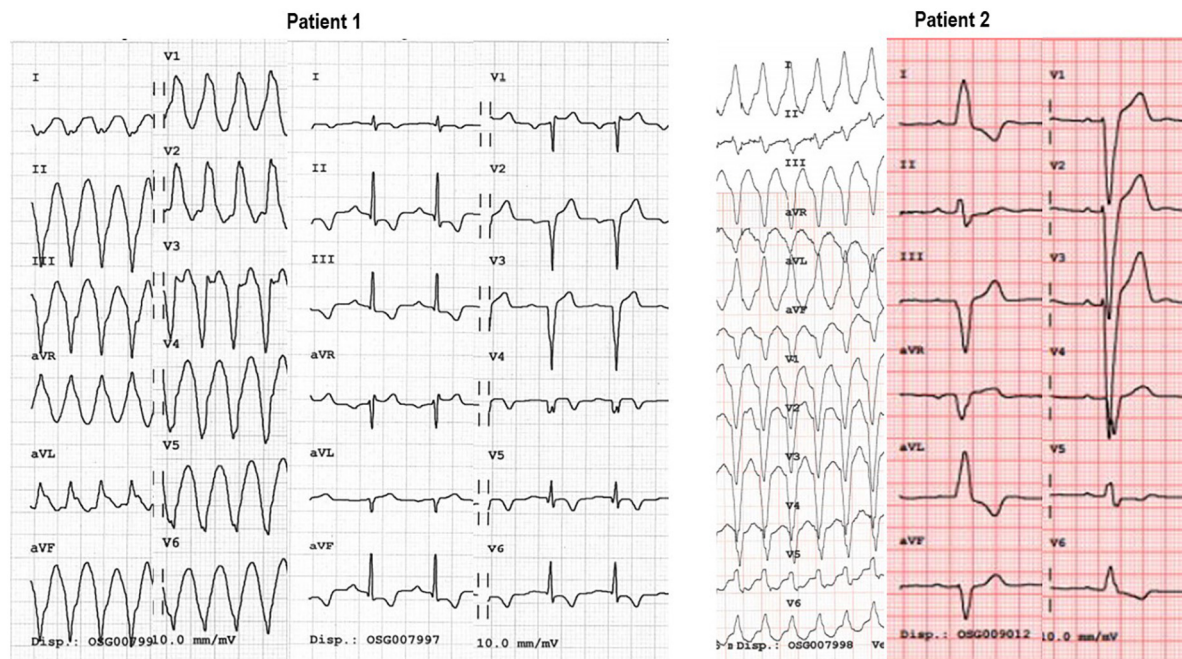 Patient 1
Patient 2
I
II
III
aVR
aVL
aVF
V1
V2
V3
V4
V5
V6
Disp.: OSG00799
10.0 mm/mV
I
II
III
aVR
aVL
aVF
Disp.: OSG007997
V1
V2
V3
V4
V5
V6
10.0 mm/mV
I
II
III
aVR
aVL
aVF
V1
V2
V3
V4
V5
V6
Disp.: OSG007998 Ve
I
II
III
aVR
aVL
aVF
Disp.: OSG009012
V1
V2
V3
V4
V5
V6
10.0 mm/mV